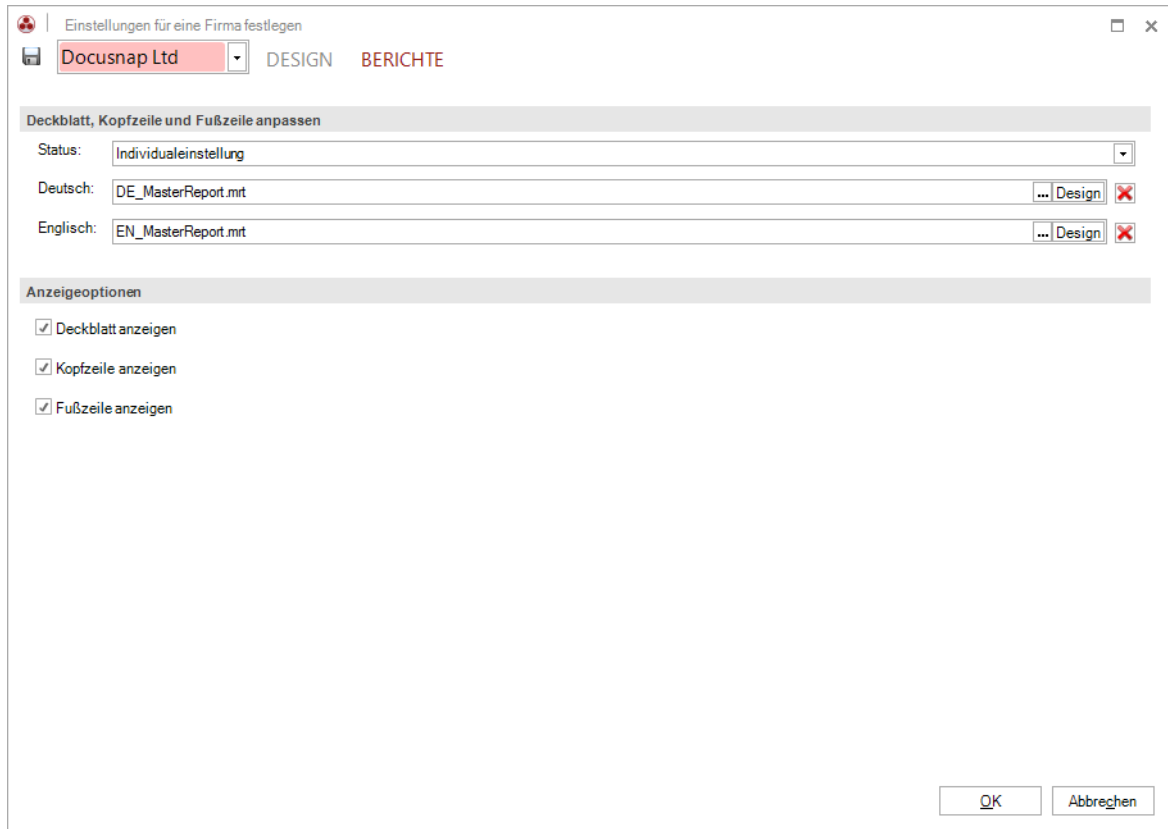 Einstellungen für eine Firma festlegen
Docusnap Ltd DESIGN BERICHTE
Deckblatt, Kopfzeile und Fußzeile anpassen
Status: Individualeinstellung
Deutsch: DE_MasterReport.mrt ... Design
Englisch: EN_MasterReport.mrt ... Design
Anzeigeoptionen
Deckblatt anzeigen
Kopfzeile anzeigen
Fußzeile anzeigen
OK Abbrechen